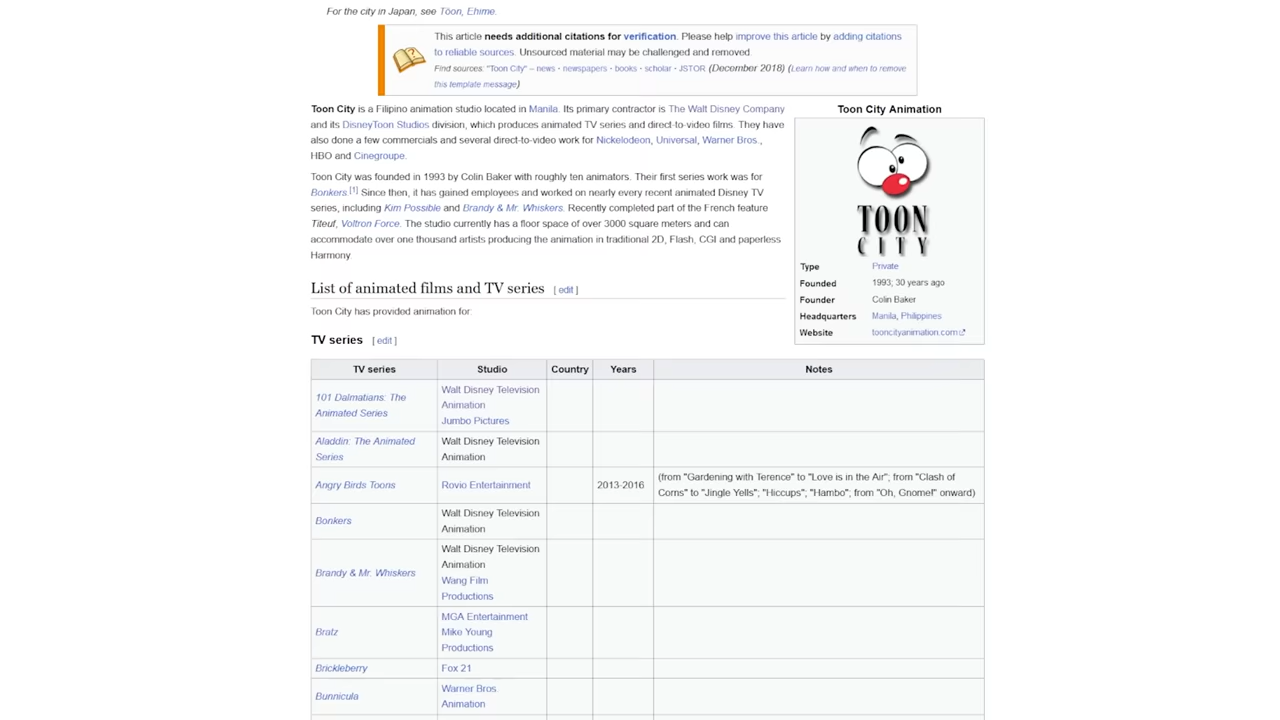 For the city in Japan, see Tōon, Ehime.
This article needs additional citations for verification. Please help improve this article by adding citations
to reliable sources. Unsourced material may be challenged and removed.
Find sources: "Toon City" – news · newspapers · books · scholar · JSTOR (December 2018) (Learn how and when to remove
this template message)
Toon City is a Filipino animation studio located in Manila. Its primary contractor is The Walt Disney Company
and its DisneyToon Studios division, which produces animated TV series and direct-to-video films. They have
also done a few commercials and several direct-to-video work for Nickelodeon, Universal, Warner Bros.,
HBO and Cinegroupe.
Toon City was founded in 1993 by Colin Baker with roughly ten animators. Their first series work was for
Bonkers.[1] Since then, it has gained employees and worked on nearly every recent animated Disney TV
series, including Kim Possible and Brandy & Mr. Whiskers. Recently completed part of the French feature
Titeuf, Voltron Force. The studio currently has a floor space of over 3000 square meters and can
accommodate over one thousand artists producing the animation in traditional 2D, Flash, CGI and paperless
Harmony.
Toon City Animation
TOON
CITY
Type Private
Founded 1993; 30 years ago
Founder Colin Baker
Headquarters Manila, Philippines
Website tooncityanimation.com
List of animated films and TV series [ edit ]
Toon City has provided animation for:
TV series [ edit ]
TV series Studio Country Years Notes
101 Dalmatians: The Animated Series Walt Disney Television Animation Jumbo Pictures
Aladdin: The Animated Series Walt Disney Television Animation
Angry Birds Toons Rovio Entertainment 2013-2016 (from "Gardening with Terence" to "Love is in the Air"; from "Clash of Corns" to "Jingle Yells"; "Hiccups"; "Hambo"; from "Oh, Gnome!" onward)
Bonkers Walt Disney Television Animation
Brandy & Mr. Whiskers Walt Disney Television Animation Wang Film Productions
Bratz MGA Entertainment Mike Young Productions
Brickleberry Fox 21
Bunnicula Warner Bros. Animation